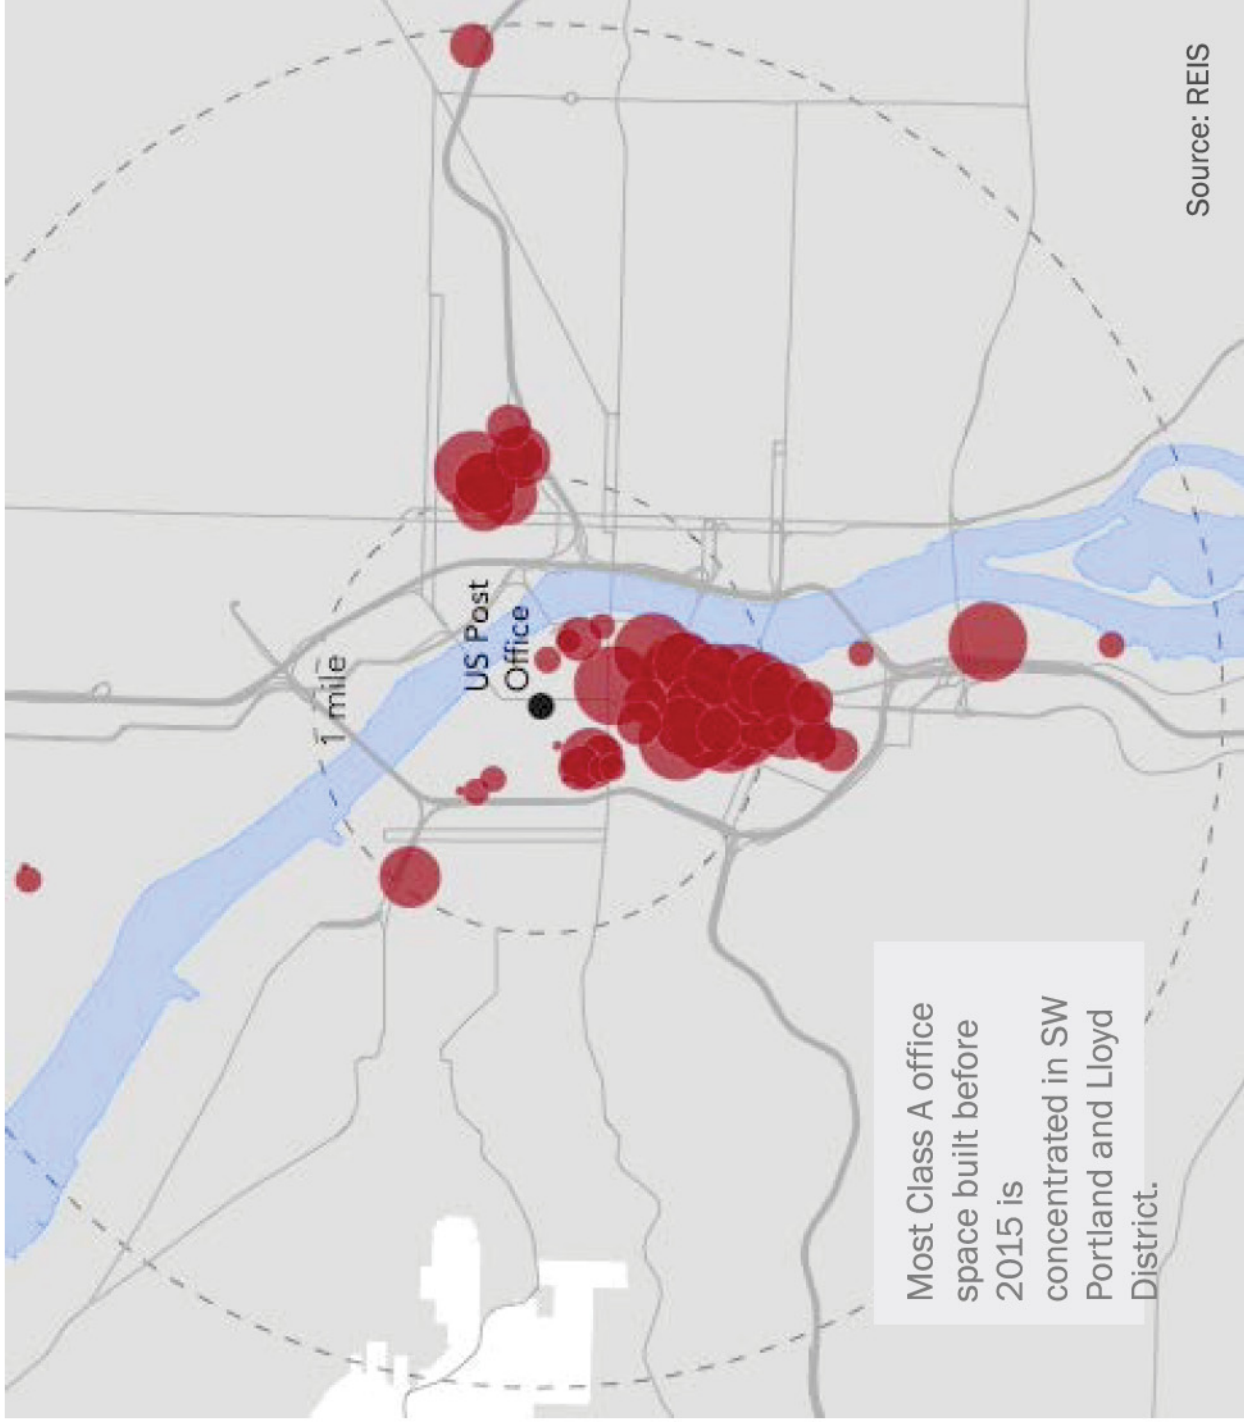 1 mile
US Post
Office
Most Class A office
space built before
2015 is
concentrated in SW
Portland and Lloyd
District.
Source: REIS